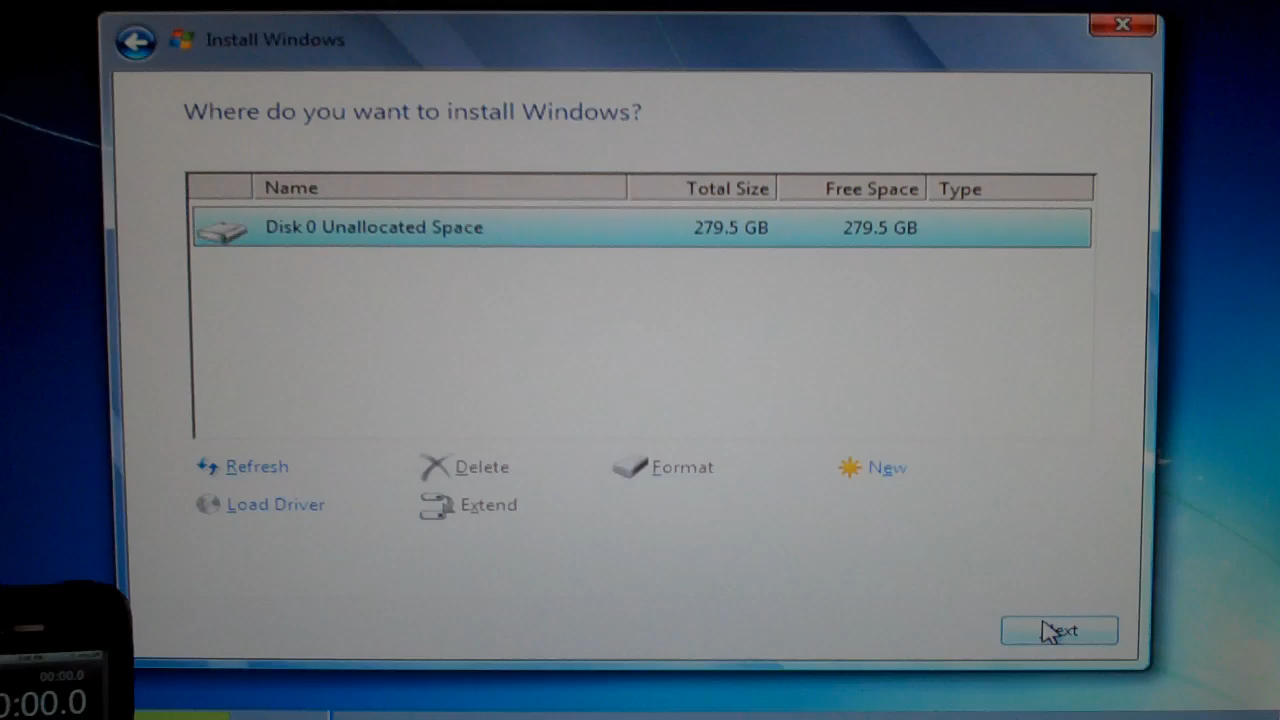 Install Windows
Where do you want to install Windows?
Name Total Size Free Space Type
Disk 0 Unallocated Space 279.5 GB 279.5 GB
Refresh Delete Format New
Load Driver Extend
00:00.0
0:00.0